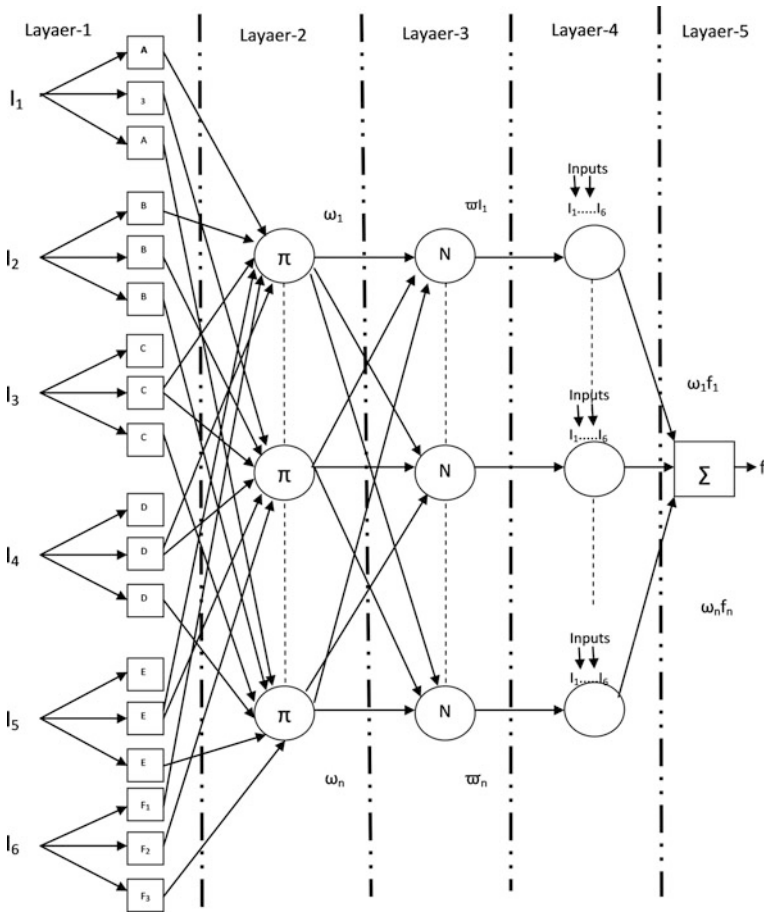 Layaer-1
Layaer-2
Layaer-3
Layaer-4
Layaer-5
I₁
A
3
A
I₂
B
B
B
I₃
C
C
C
I₄
D
D
D
I₅
E
E
E
I₆
F₁
F₂
F₃
π
π
π
ω₁
ωₙ
N
N
N
ϖI₁
ϖₙ
Inputs
I₁.....I₆
Inputs
I₁.....I₆
Inputs
I₁.....I₆
ω₁f₁
Σ
f
ωₙfₙ